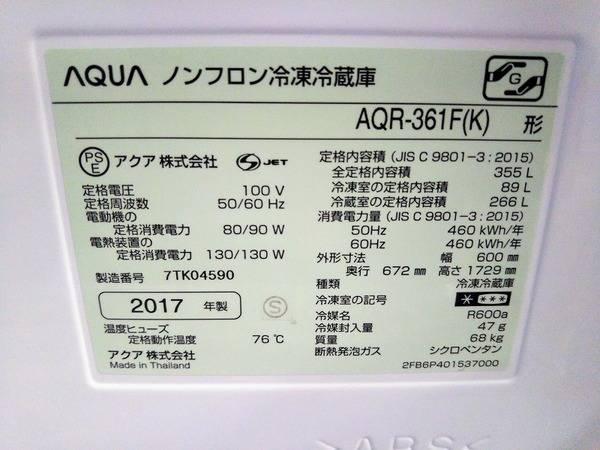 AQUA ノンフロン冷凍冷蔵庫
G
AQR-361F(K) 形
PSE アクア株式会社 S JET
定格電圧 100 V
定格周波数 50/60 Hz
電動機の
定格消費電力 80/90 W
電熱装置の
定格消費電力 130/130 W
製造番号 7TK04590
2017 年製 S
温度ヒューズ
定格動作温度 76 ℃
アクア 株式会社
Made in Thailand
定格内容積 (JIS C 9801-3 : 2015)
全定格内容積 355 L
冷凍室の定格内容積 89 L
冷蔵室の定格内容積 266 L
消費電力量 (JIS C 9801-3 : 2015)
50Hz 460 kWh/年
60Hz 460 kWh/年
外形寸法 幅 600 ㎜
奥行 672 ㎜ 高さ 1729 ㎜
種類 冷凍冷蔵庫
冷凍室の記号 * ***
冷媒名 R600a
冷媒封入量 47 g
質量 68 kg
断熱発泡ガス シクロペンタン
2FB6P401537000
>ABS<